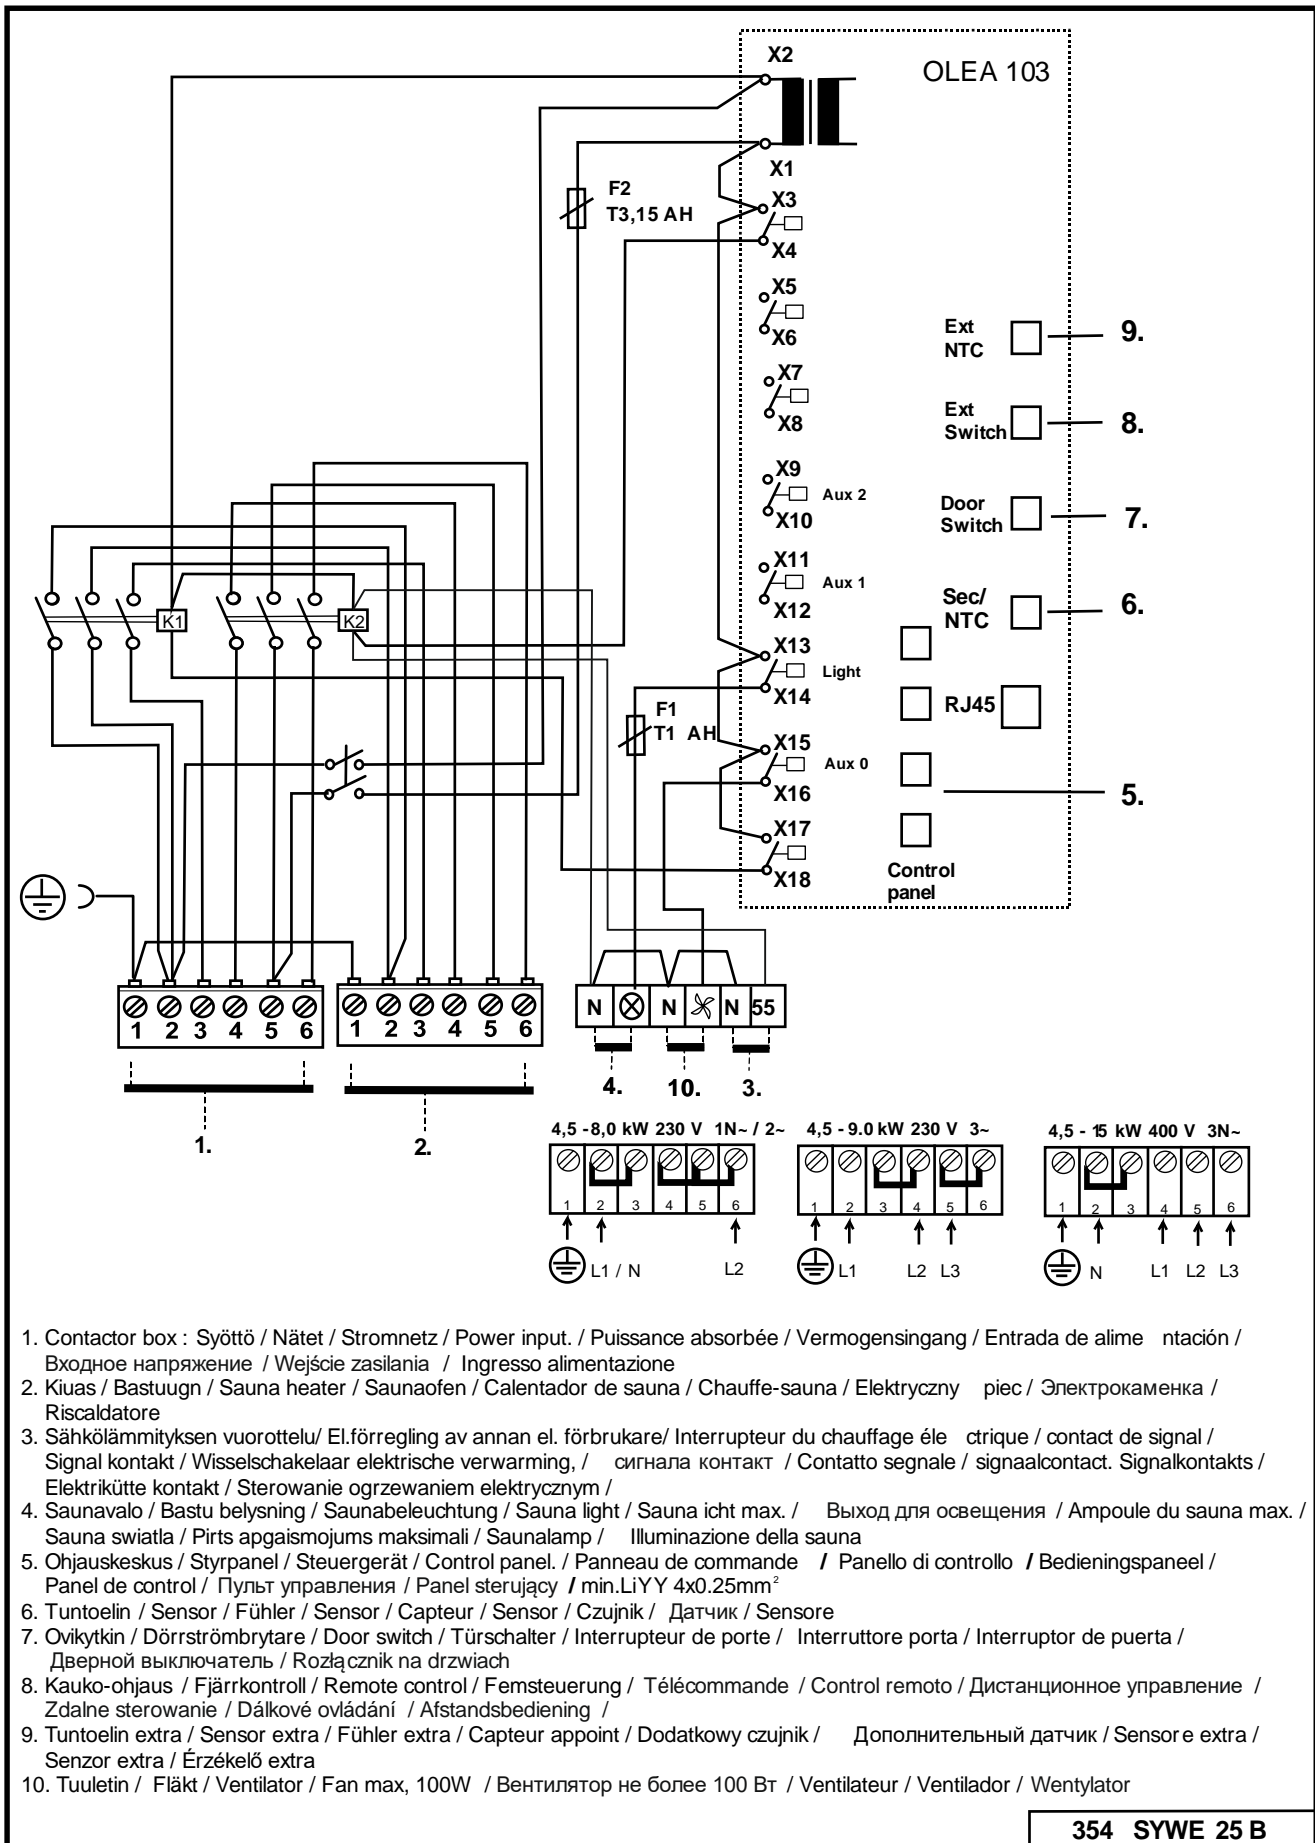 OLEA 103
X2
X1
F2
T3,15 AH
X3
X4
X5
X6
X7
X8
X9
Aux 2
X10
X11
Aux 1
X12
X13
Light
X14
X15
Aux 0
X16
X17
X18
Ext
NTC
9.
Ext
Switch
8.
Door
Switch
7.
Sec/
NTC
6.
RJ45
5.
Control
panel
K1
K2
F1
T1 AH
1 2 3 4 5 6
1 2 3 4 5 6
N N N 55
1.
2.
4.
10.
3.
4,5 -8,0 kW 230 V 1N~ / 2~
1 2 3 4 5 6
L1 / N L2
4,5 - 9.0 kW 230 V 3~
1 2 3 4 5 6
L1 L2 L3
4,5 - 15 kW 400 V 3N~
1 2 3 4 5 6
N L1 L2 L3
1. Contactor box : Syöttö / Nätet / Stromnetz / Power input. / Puissance absorbée / Vermogensingang / Entrada de alime ntación /
Входное напряжение / Wejście zasilania / Ingresso alimentazione
2. Kiuas / Bastuugn / Sauna heater / Saunaofen / Calentador de sauna / Chauffe-sauna / Elektryczny piec / Электрокаменка /
Riscaldatore
3. Sähkölämmityksen vuorottelu/ El.förregling av annan el. förbrukare/ Interrupteur du chauffage éle ctrique / contact de signal /
Signal kontakt / Wisselschakelaar elektrische verwarming, / сигнала контакт / Contatto segnale / signaalcontact. Signalkontakts /
Elektrikütte kontakt / Sterowanie ogrzewaniem elektrycznym /
4. Saunavalo / Bastu belysning / Saunabeleuchtung / Sauna light / Sauna icht max. / Выход для освещения / Ampoule du sauna max. /
Sauna swiatla / Pirts apgaismojums maksimali / Saunalamp / Illuminazione della sauna
5. Ohjauskeskus / Styrpanel / Steuergerät / Control panel. / Panneau de commande / Panello di controllo / Bedieningspaneel /
Panel de control / Пульт управления / Panel sterujący / min.LiYY 4x0.25mm²
6. Tuntoelin / Sensor / Fühler / Sensor / Capteur / Sensor / Czujnik / Датчик / Sensore
7. Ovikytkin / Dörrströmbrytare / Door switch / Türschalter / Interrupteur de porte / Interruttore porta / Interruptor de puerta /
Дверной выключатель / Rozłącznik na drzwiach
8. Kauko-ohjaus / Fjärrkontroll / Remote control / Femsteuerung / Télécommande / Control remoto / Дистанционное управление /
Zdalne sterowanie / Dálkové ovládání / Afstandsbediening /
9. Tuntoelin extra / Sensor extra / Fühler extra / Capteur appoint / Dodatkowy czujnik / Дополнительный датчик / Sensore extra /
Senzor extra / Érzékelő extra
10. Tuuletin / Fläkt / Ventilator / Fan max, 100W / Вентилятор не более 100 Вт / Ventilateur / Ventilador / Wentylator
354 SYWE 25 B